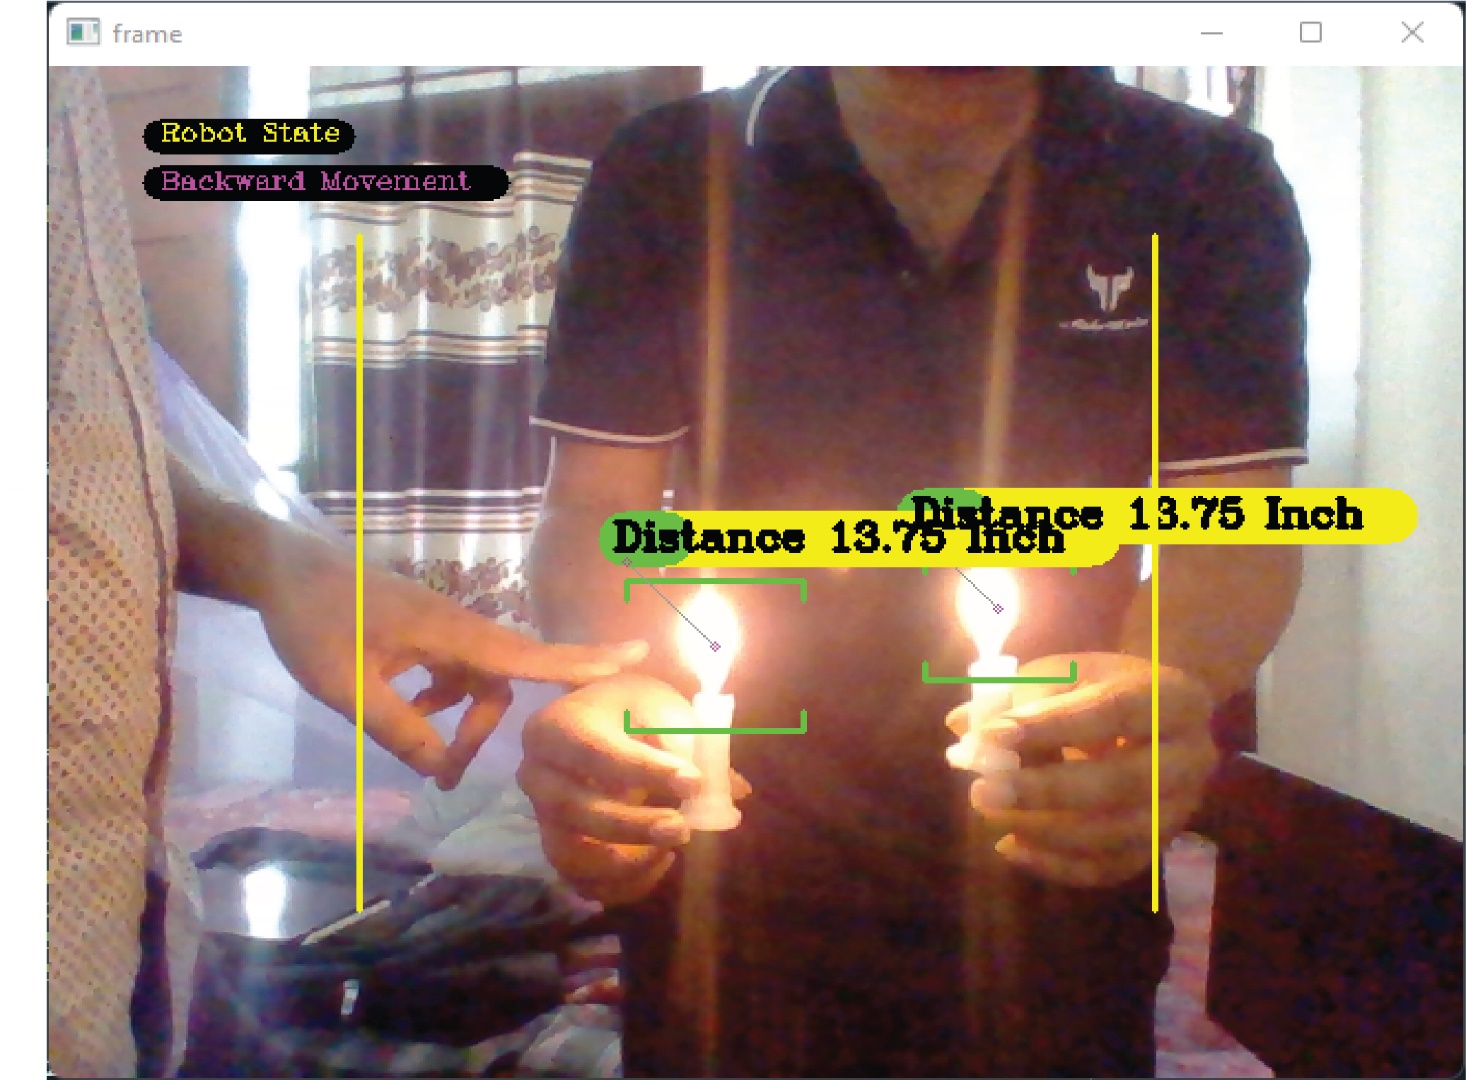 frame
Robot State
Backward Movement
Distance 13.75 Inch
Distance 13.75 Inch